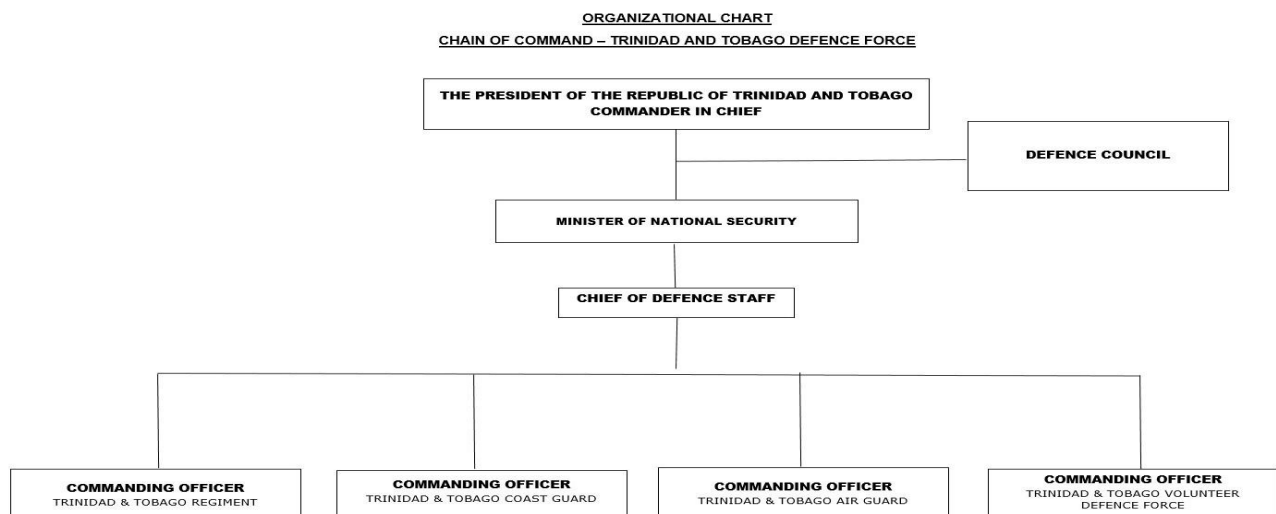 ORGANIZATIONAL CHART
CHAIN OF COMMAND – TRINIDAD AND TOBAGO DEFENCE FORCE
THE PRESIDENT OF THE REPUBLIC OF TRINIDAD AND TOBAGO
COMMANDER IN CHIEF
DEFENCE COUNCIL
MINISTER OF NATIONAL SECURITY
CHIEF OF DEFENCE STAFF
COMMANDING OFFICER
TRINIDAD & TOBAGO REGIMENT
COMMANDING OFFICER
TRINIDAD & TOBAGO COAST GUARD
COMMANDING OFFICER
TRINIDAD & TOBAGO AIR GUARD
COMMANDING OFFICER
TRINIDAD & TOBAGO VOLUNTEER
DEFENCE FORCE